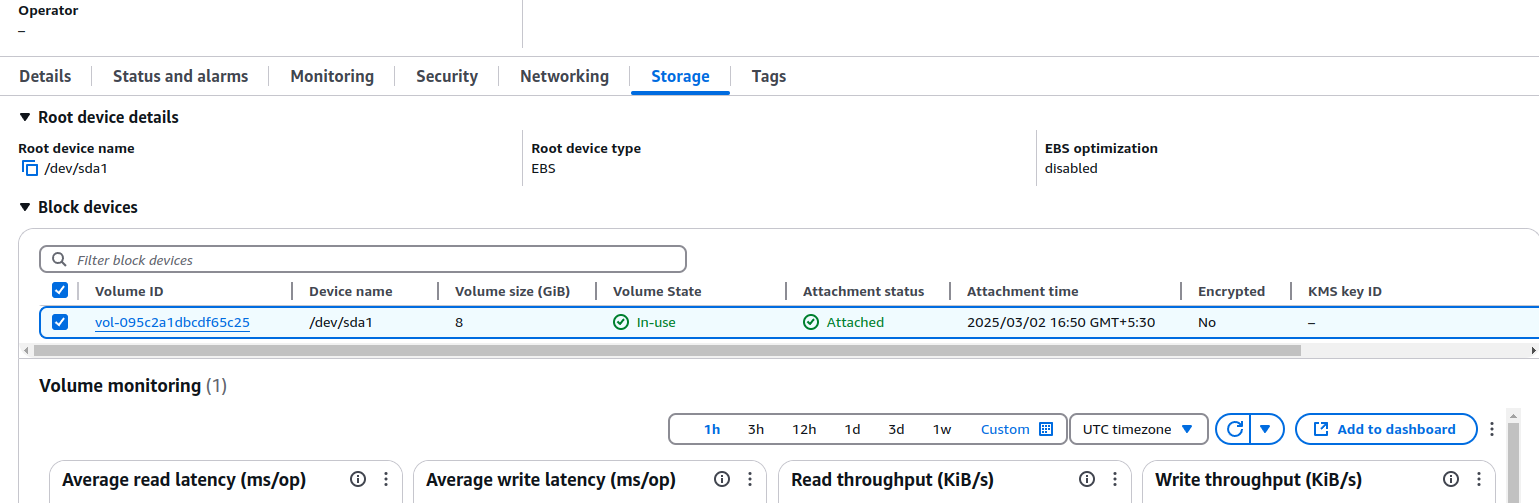 Operator
–
Details Status and alarms Monitoring Security Networking Storage Tags
Root device details
Root device name Root device type EBS optimization
/dev/sda1 EBS disabled
Block devices
Filter block devices
Volume ID Device name Volume size (GiB) Volume State Attachment status Attachment time Encrypted KMS key ID
vol-095c2a1dbcdf65c25 /dev/sda1 8 In-use Attached 2025/03/02 16:50 GMT+5:30 No –
Volume monitoring (1)
1h 3h 12h 1d 3d 1w Custom UTC timezone Add to dashboard
Average read latency (ms/op) Average write latency (ms/op) Read throughput (KiB/s) Write throughput (KiB/s)